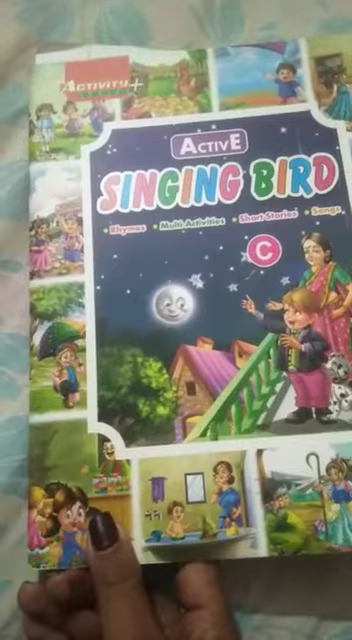 ACTIVITY+
ACTIVE
SINGING BIRD
• Rhymes • Multi Activities • Short Stories • Songs
C